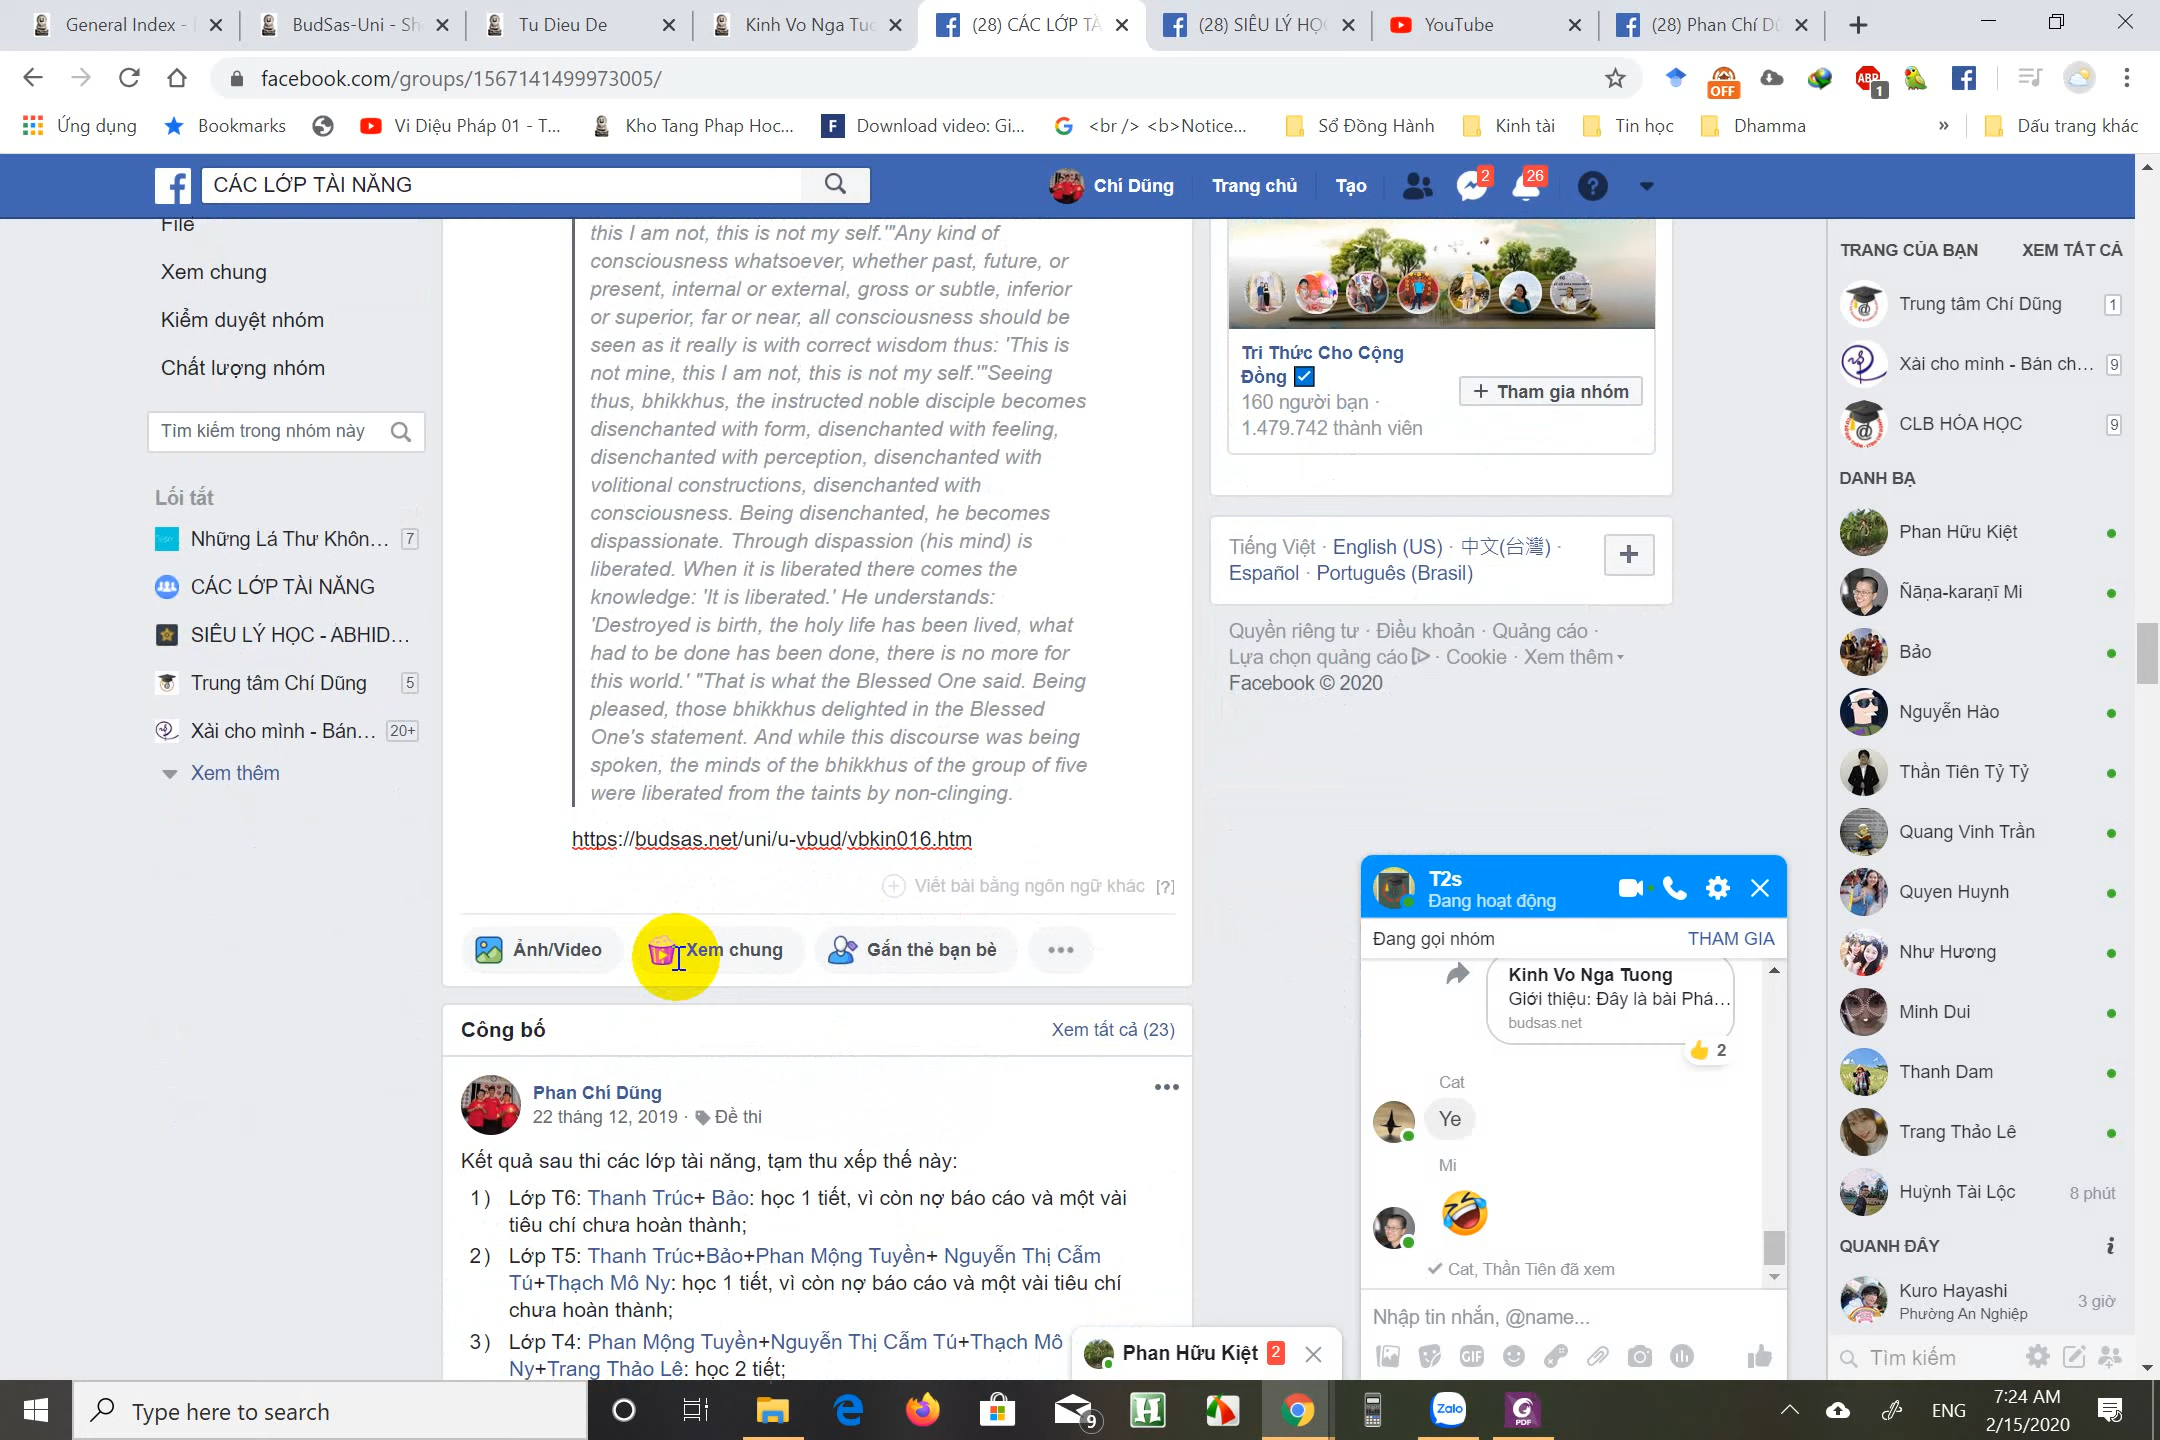 General Index -
BudSas-Uni - Sh
Tu Dieu De
Kinh Vo Nga Tuo
(28) CÁC LỚP TÀ
(28) SIÊU LÝ HỌC
YouTube
(28) Phan Chí Dũ
facebook.com/groups/1567141499973005/
OFF
ABP
1
Ứng dụng
Bookmarks
Vi Diệu Pháp 01 - T...
Kho Tang Phap Hoc...
Download video: Gi...
<br /> <b>Notice...
Sổ Đồng Hành
Kinh tài
Tin học
Dhamma
»
Dấu trang khác
CÁC LỚP TÀI NĂNG
Chí Dũng
Trang chủ
Tạo
2
26
File
Xem chung
Kiểm duyệt nhóm
Chất lượng nhóm
Tìm kiếm trong nhóm này
Lối tắt
Những Lá Thư Khôn... 7
CÁC LỚP TÀI NĂNG
SIÊU LÝ HỌC - ABHID...
Trung tâm Chí Dũng 5
Xài cho mình - Bán... 20+
Xem thêm
this I am not, this is not my self.'"Any kind of
consciousness whatsoever, whether past, future, or
present, internal or external, gross or subtle, inferior
or superior, far or near, all consciousness should be
seen as it really is with correct wisdom thus: 'This is
not mine, this I am not, this is not my self.'"Seeing
thus, bhikkhus, the instructed noble disciple becomes
disenchanted with form, disenchanted with feeling,
disenchanted with perception, disenchanted with
volitional constructions, disenchanted with
consciousness. Being disenchanted, he becomes
dispassionate. Through dispassion (his mind) is
liberated. When it is liberated there comes the
knowledge: 'It is liberated.' He understands:
'Destroyed is birth, the holy life has been lived, what
had to be done has been done, there is no more for
this world.' "That is what the Blessed One said. Being
pleased, those bhikkhus delighted in the Blessed
One's statement. And while this discourse was being
spoken, the minds of the bhikkhus of the group of five
were liberated from the taints by non-clinging.
https://budsas.net/uni/u-vbud/vbkin016.htm
Viết bài bằng ngôn ngữ khác [?]
Ảnh/Video
Xem chung
Gắn thẻ bạn bè
Công bố
Xem tất cả (23)
Phan Chí Dũng
22 tháng 12, 2019 · Đề thi
Kết quả sau thi các lớp tài năng, tạm thu xếp thế này:
1) Lớp T6: Thanh Trúc+ Bảo: học 1 tiết, vì còn nợ báo cáo và một vài
tiêu chí chưa hoàn thành;
2) Lớp T5: Thanh Trúc+Bảo+Phan Mộng Tuyền+ Nguyễn Thị Cẩm
Tú+Thạch Mô Ny: học 1 tiết, vì còn nợ báo cáo và một vài tiêu chí
chưa hoàn thành;
3) Lớp T4: Phan Mộng Tuyền+Nguyễn Thị Cẩm Tú+Thạch Mô
Ny+Trang Thảo Lê: học 2 tiết;
Tri Thức Cho Cộng
Đồng
160 người bạn ·
1.479.742 thành viên
+ Tham gia nhóm
Tiếng Việt · English (US) · 中文(台灣) ·
Español · Português (Brasil)
Quyền riêng tư · Điều khoản · Quảng cáo ·
Lựa chọn quảng cáo · Cookie · Xem thêm
Facebook © 2020
T2s
Đang hoạt động
Đang gọi nhóm
THAM GIA
Kinh Vo Nga Tuong
Giới thiệu: Đây là bài Phá...
budsas.net
2
Cat
Ye
Mi
Cat, Thần Tiên đã xem
Nhập tin nhắn, @name...
GIF
Phan Hữu Kiệt 2
TRANG CỦA BẠN
XEM TẤT CẢ
Trung tâm Chí Dũng 1
Xài cho mình - Bán ch... 9
CLB HÓA HỌC 9
DANH BẠ
Phan Hữu Kiệt
Ñāṇa-karaṇī Mi
Bảo
Nguyễn Hào
Thần Tiên Tỷ Tỷ
Quang Vinh Trần
Quyen Huynh
Như Hương
Minh Dui
Thanh Dam
Trang Thảo Lê
Huỳnh Tài Lộc 8 phút
QUANH ĐÂY
Kuro Hayashi
Phường An Nghiệp
3 giờ
Tìm kiếm
Type here to search
9
Zalo
PDF
ENG
7:24 AM
2/15/2020